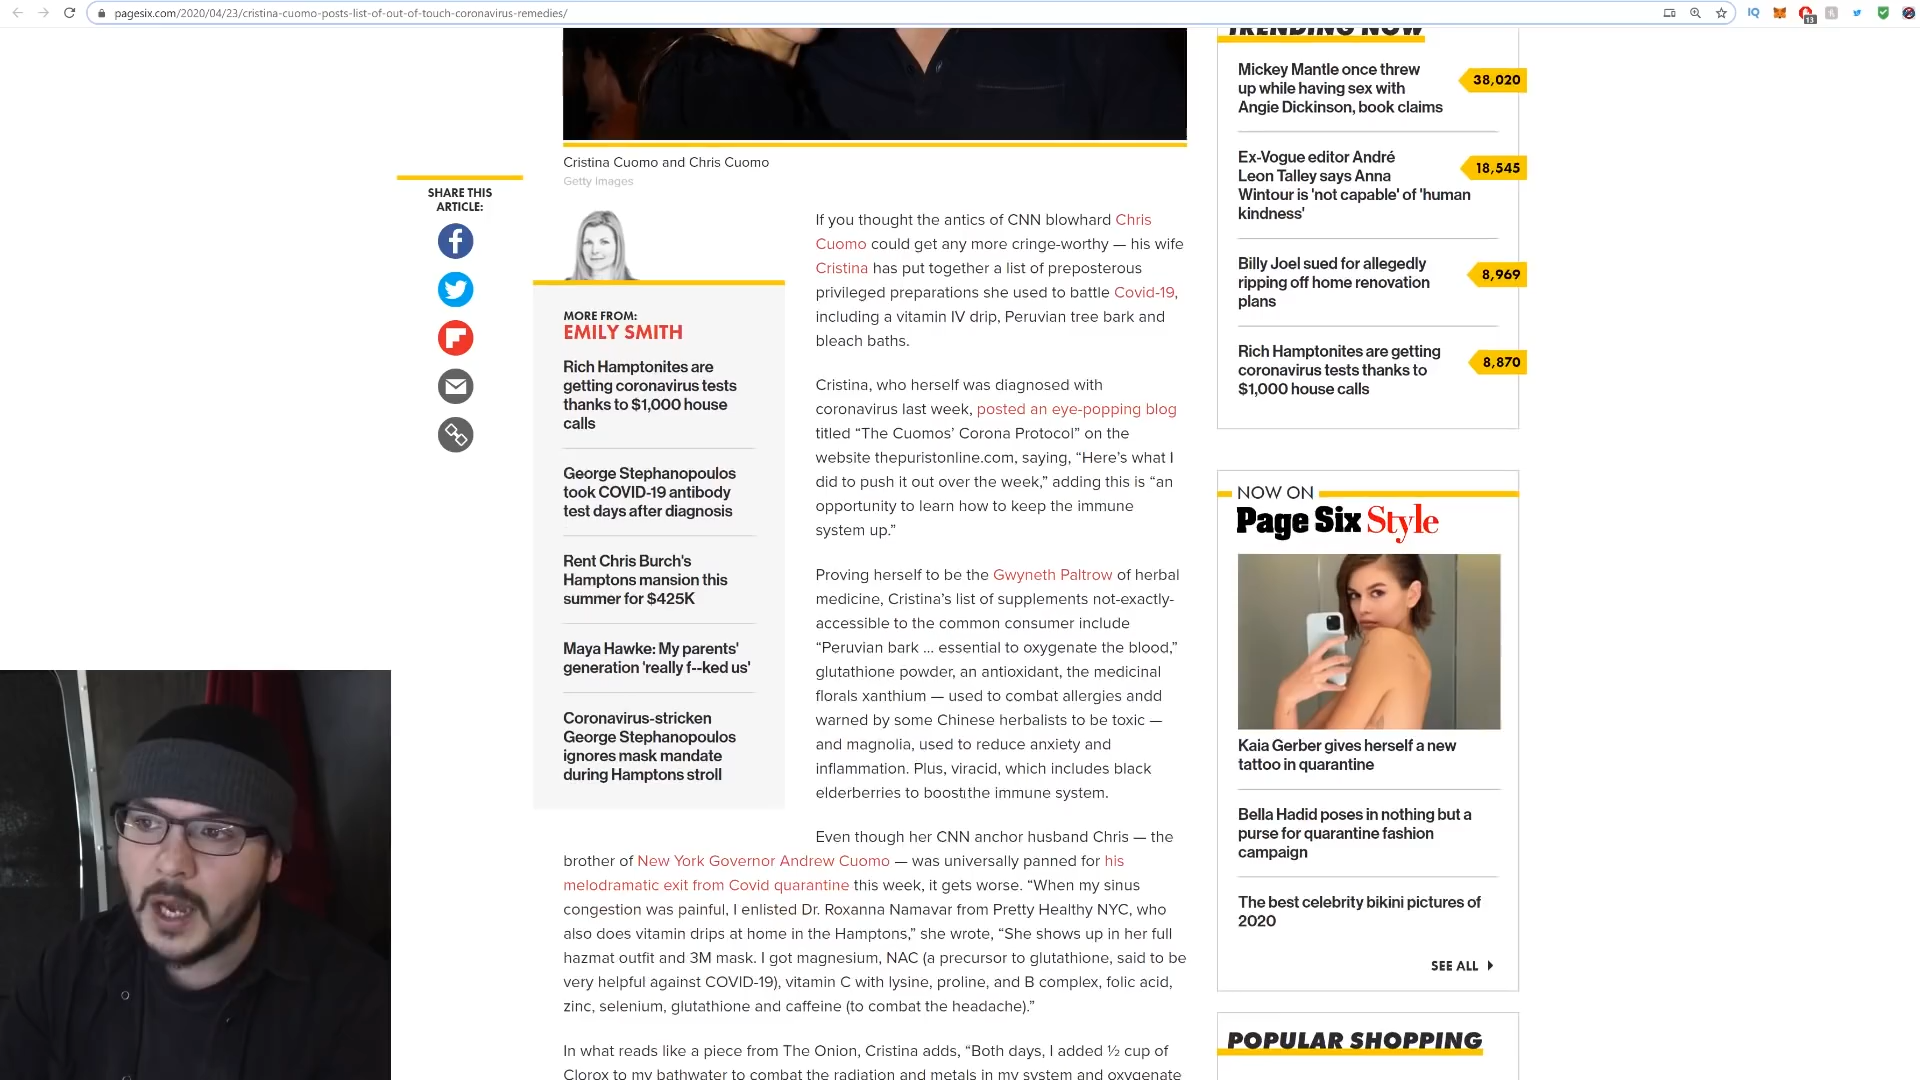 pagesix.com/2020/04/23/cristina-cuomo-posts-list-of-out-of-touch-coronavirus-remedies/
13
Cristina Cuomo and Chris Cuomo
Getty Images
SHARE THIS
ARTICLE:
MORE FROM:
EMILY SMITH
Rich Hamptonites are
getting coronavirus tests
thanks to $1,000 house
calls
George Stephanopoulos
took COVID-19 antibody
test days after diagnosis
Rent Chris Burch's
Hamptons mansion this
summer for $425K
Maya Hawke: My parents'
generation 'really f--ked us'
Coronavirus-stricken
George Stephanopoulos
ignores mask mandate
during Hamptons stroll
If you thought the antics of CNN blowhard Chris
Cuomo could get any more cringe-worthy — his wife
Cristina has put together a list of preposterous
privileged preparations she used to battle Covid-19,
including a vitamin IV drip, Peruvian tree bark and
bleach baths.
Cristina, who herself was diagnosed with
coronavirus last week, posted an eye-popping blog
titled “The Cuomos’ Corona Protocol” on the
website thepuristonline.com, saying, “Here’s what I
did to push it out over the week,” adding this is “an
opportunity to learn how to keep the immune
system up.”
Proving herself to be the Gwyneth Paltrow of herbal
medicine, Cristina’s list of supplements not-exactly-
accessible to the common consumer include
“Peruvian bark … essential to oxygenate the blood,”
glutathione powder, an antioxidant, the medicinal
florals xanthium — used to combat allergies andd
warned by some Chinese herbalists to be toxic —
and magnolia, used to reduce anxiety and
inflammation. Plus, viracid, which includes black
elderberries to boost the immune system.
Even though her CNN anchor husband Chris — the
brother of New York Governor Andrew Cuomo — was universally panned for his
melodramatic exit from Covid quarantine this week, it gets worse. “When my sinus
congestion was painful, I enlisted Dr. Roxanna Namavar from Pretty Healthy NYC, who
also does vitamin drips at home in the Hamptons,” she wrote, “She shows up in her full
hazmat outfit and 3M mask. I got magnesium, NAC (a precursor to glutathione, said to be
very helpful against COVID-19), vitamin C with lysine, proline, and B complex, folic acid,
zinc, selenium, glutathione and caffeine (to combat the headache).”
In what reads like a piece from The Onion, Cristina adds, “Both days, I added ½ cup of
Clorox to my bathwater to combat the radiation and metals in my system and oxygenate
TRENDING NOW
Mickey Mantle once threw
up while having sex with
Angie Dickinson, book claims
38,020
Ex-Vogue editor André
Leon Talley says Anna
Wintour is 'not capable' of 'human
kindness'
18,545
Billy Joel sued for allegedly
ripping off home renovation
plans
8,969
Rich Hamptonites are getting
coronavirus tests thanks to
$1,000 house calls
8,870
NOW ON
Page Six Style
Kaia Gerber gives herself a new
tattoo in quarantine
Bella Hadid poses in nothing but a
purse for quarantine fashion
campaign
The best celebrity bikini pictures of
2020
SEE ALL
POPULAR SHOPPING